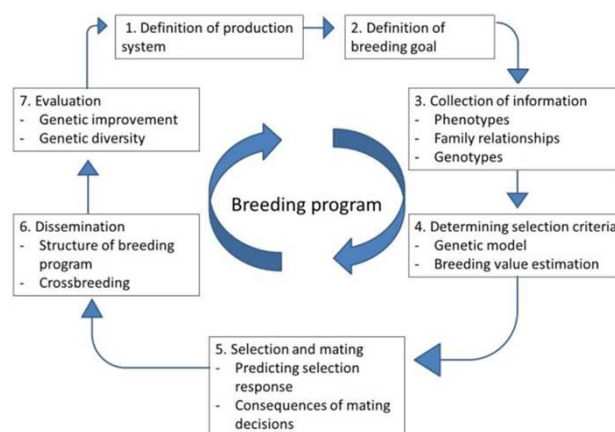 1. Definition of production
system
2. Definition of
breeding goal
3. Collection of information
- Phenotypes
- Family relationships
- Genotypes
4. Determining selection criteria
- Genetic model
- Breeding value estimation
5. Selection and mating
- Predicting selection
response
- Consequences of mating
decisions
6. Dissemination
- Structure of breeding
program
- Crossbreeding
7. Evaluation
- Genetic improvement
- Genetic diversity
Breeding program